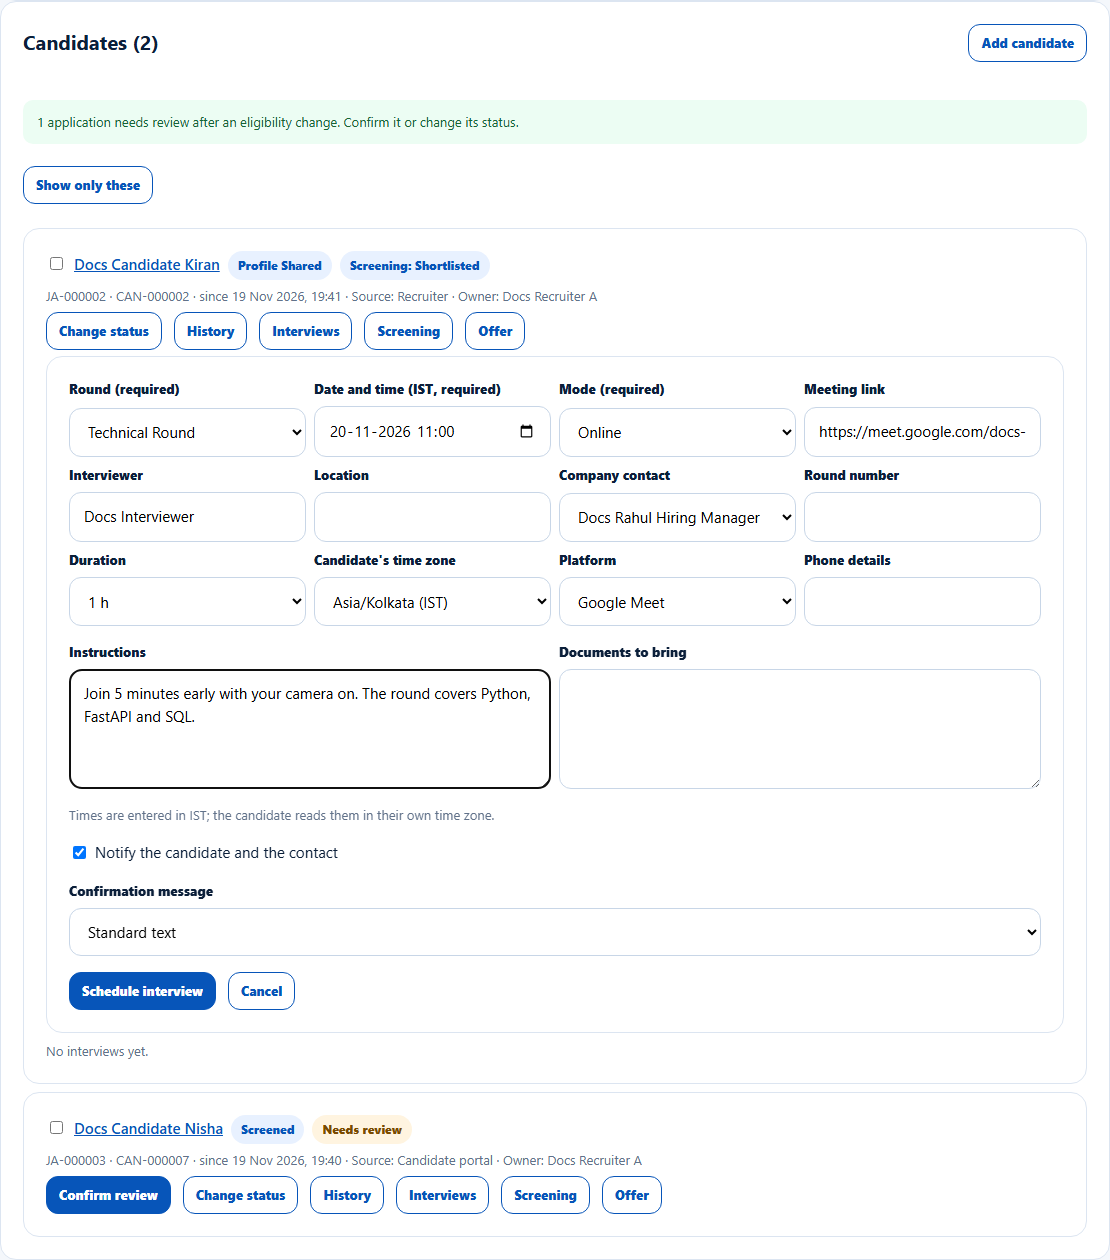 Candidates (2)
Add candidate
1 application needs review after an eligibility change. Confirm it or change its status.
Show only these
Docs Candidate Kiran Profile Shared Screening: Shortlisted
JA-000002 · CAN-000002 · since 19 Nov 2026, 19:41 · Source: Recruiter · Owner: Docs Recruiter A
Change status History Interviews Screening Offer
Round (required) Date and time (IST, required) Mode (required) Meeting link
Technical Round 20-11-2026 11:00 Online https://meet.google.com/docs-
Interviewer Location Company contact Round number
Docs Interviewer Docs Rahul Hiring Manager
Duration Candidate's time zone Platform Phone details
1 h Asia/Kolkata (IST) Google Meet
Instructions Documents to bring
Join 5 minutes early with your camera on. The round covers Python,
FastAPI and SQL.
Times are entered in IST; the candidate reads them in their own time zone.
Notify the candidate and the contact
Confirmation message
Standard text
Schedule interview Cancel
No interviews yet.
Docs Candidate Nisha Screened Needs review
JA-000003 · CAN-000007 · since 19 Nov 2026, 19:40 · Source: Candidate portal · Owner: Docs Recruiter A
Confirm review Change status History Interviews Screening Offer